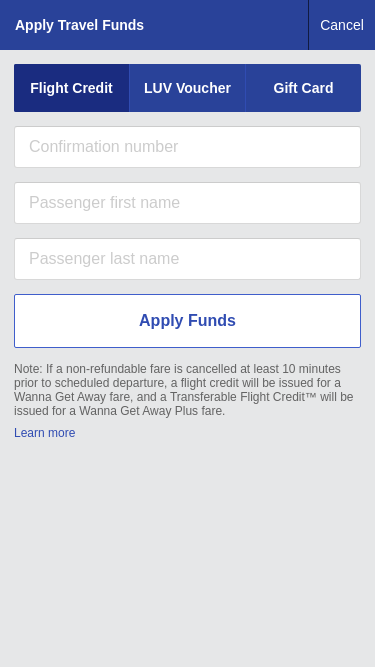 Apply Travel Funds
Cancel
Flight Credit
LUV Voucher
Gift Card
Confirmation number
Passenger first name
Passenger last name
Apply Funds
Note: If a non-refundable fare is cancelled at least 10 minutes
prior to scheduled departure, a flight credit will be issued for a
Wanna Get Away fare, and a Transferable Flight Credit™ will be
issued for a Wanna Get Away Plus fare.
Learn more